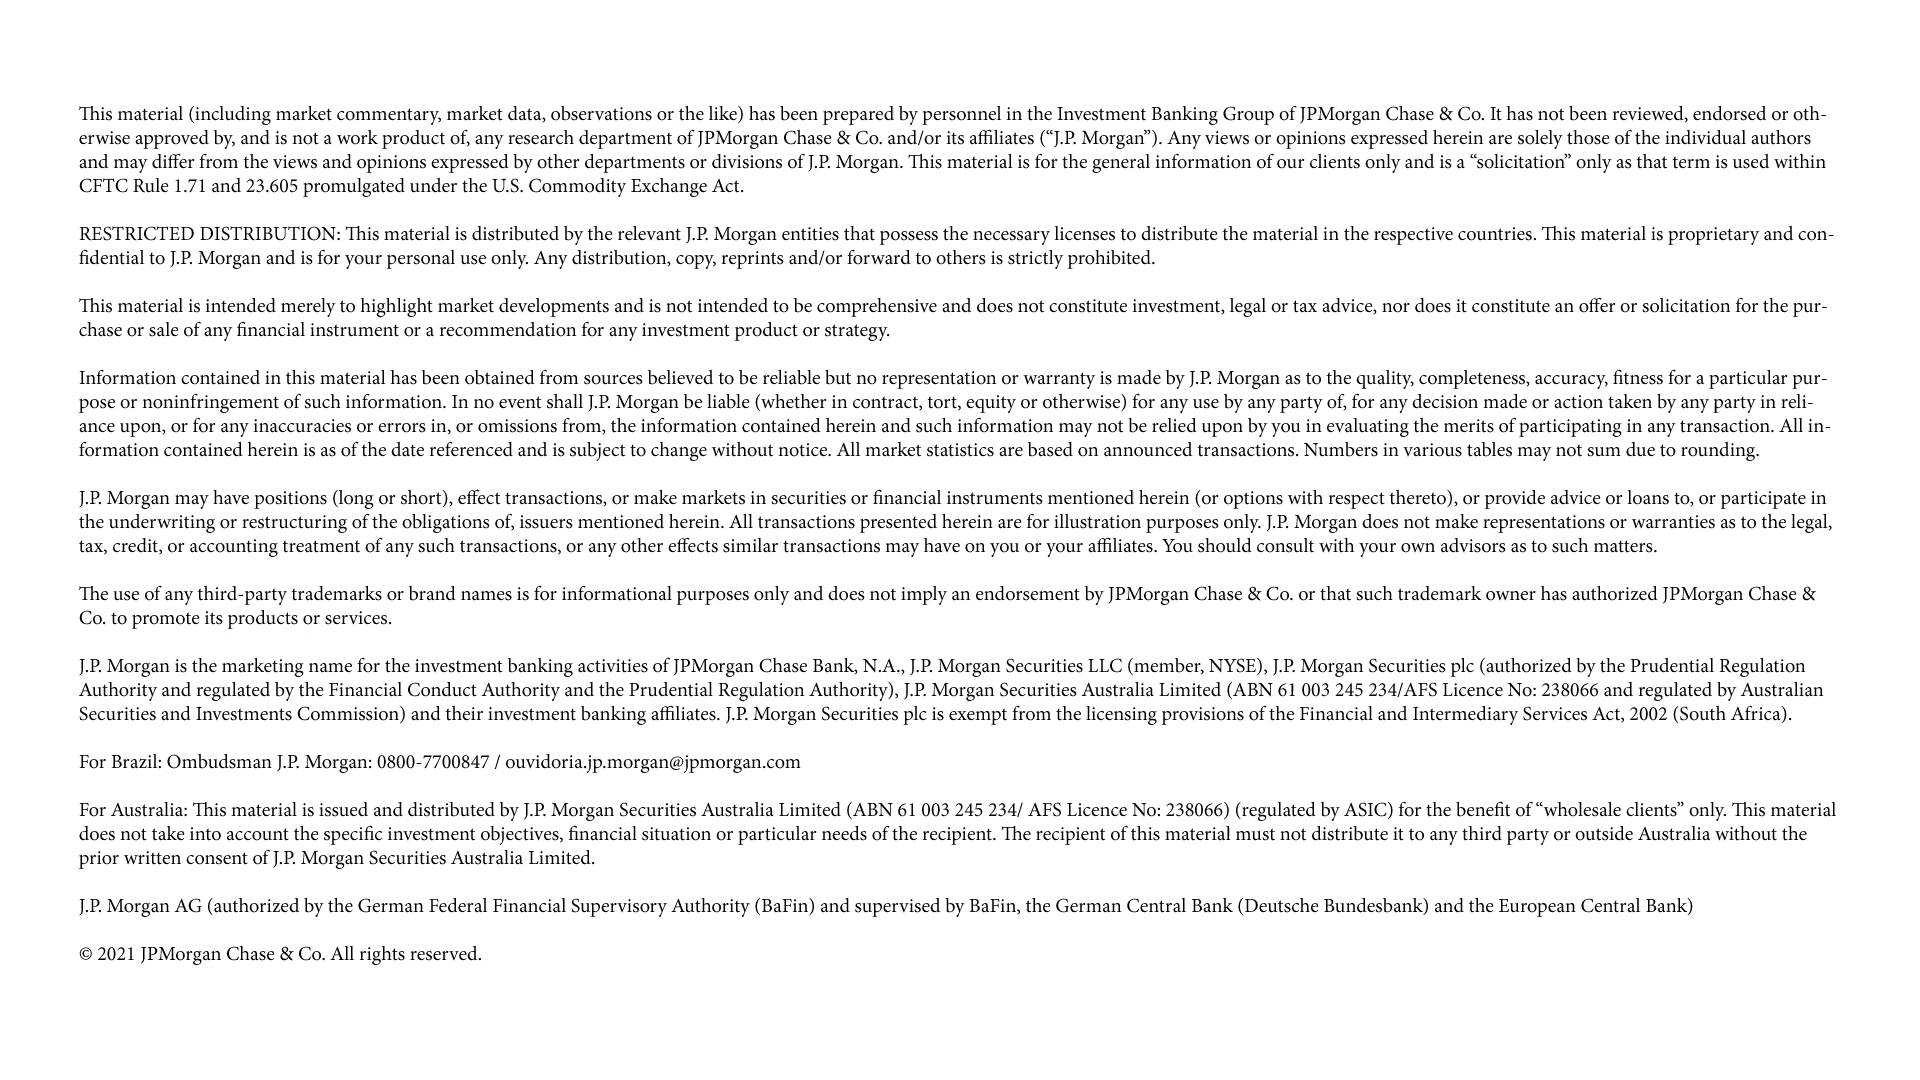 This material (including market commentary, market data, observations or the like) has been prepared by personnel in the Investment Banking Group of JPMorgan Chase & Co. It has not been reviewed, endorsed or oth-
erwise approved by, and is not a work product of, any research department of JPMorgan Chase & Co. and/or its affiliates (“J.P. Morgan”). Any views or opinions expressed herein are solely those of the individual authors
and may differ from the views and opinions expressed by other departments or divisions of J.P. Morgan. This material is for the general information of our clients only and is a “solicitation” only as that term is used within
CFTC Rule 1.71 and 23.605 promulgated under the U.S. Commodity Exchange Act.
RESTRICTED DISTRIBUTION: This material is distributed by the relevant J.P. Morgan entities that possess the necessary licenses to distribute the material in the respective countries. This material is proprietary and con-
fidential to J.P. Morgan and is for your personal use only. Any distribution, copy, reprints and/or forward to others is strictly prohibited.
This material is intended merely to highlight market developments and is not intended to be comprehensive and does not constitute investment, legal or tax advice, nor does it constitute an offer or solicitation for the pur-
chase or sale of any financial instrument or a recommendation for any investment product or strategy.
Information contained in this material has been obtained from sources believed to be reliable but no representation or warranty is made by J.P. Morgan as to the quality, completeness, accuracy, fitness for a particular pur-
pose or noninfringement of such information. In no event shall J.P. Morgan be liable (whether in contract, tort, equity or otherwise) for any use by any party of, for any decision made or action taken by any party in reli-
ance upon, or for any inaccuracies or errors in, or omissions from, the information contained herein and such information may not be relied upon by you in evaluating the merits of participating in any transaction. All in-
formation contained herein is as of the date referenced and is subject to change without notice. All market statistics are based on announced transactions. Numbers in various tables may not sum due to rounding.
J.P. Morgan may have positions (long or short), effect transactions, or make markets in securities or financial instruments mentioned herein (or options with respect thereto), or provide advice or loans to, or participate in
the underwriting or restructuring of the obligations of, issuers mentioned herein. All transactions presented herein are for illustration purposes only. J.P. Morgan does not make representations or warranties as to the legal,
tax, credit, or accounting treatment of any such transactions, or any other effects similar transactions may have on you or your affiliates. You should consult with your own advisors as to such matters.
The use of any third-party trademarks or brand names is for informational purposes only and does not imply an endorsement by JPMorgan Chase & Co. or that such trademark owner has authorized JPMorgan Chase &
Co. to promote its products or services.
J.P. Morgan is the marketing name for the investment banking activities of JPMorgan Chase Bank, N.A., J.P. Morgan Securities LLC (member, NYSE), J.P. Morgan Securities plc (authorized by the Prudential Regulation
Authority and regulated by the Financial Conduct Authority and the Prudential Regulation Authority), J.P. Morgan Securities Australia Limited (ABN 61 003 245 234/AFS Licence No: 238066 and regulated by Australian
Securities and Investments Commission) and their investment banking affiliates. J.P. Morgan Securities plc is exempt from the licensing provisions of the Financial and Intermediary Services Act, 2002 (South Africa).
For Brazil: Ombudsman J.P. Morgan: 0800-7700847 / ouvidoria.jp.morgan@jpmorgan.com
For Australia: This material is issued and distributed by J.P. Morgan Securities Australia Limited (ABN 61 003 245 234/ AFS Licence No: 238066) (regulated by ASIC) for the benefit of “wholesale clients” only. This material
does not take into account the specific investment objectives, financial situation or particular needs of the recipient. The recipient of this material must not distribute it to any third party or outside Australia without the
prior written consent of J.P. Morgan Securities Australia Limited.
J.P. Morgan AG (authorized by the German Federal Financial Supervisory Authority (BaFin) and supervised by BaFin, the German Central Bank (Deutsche Bundesbank) and the European Central Bank)
© 2021 JPMorgan Chase & Co. All rights reserved.